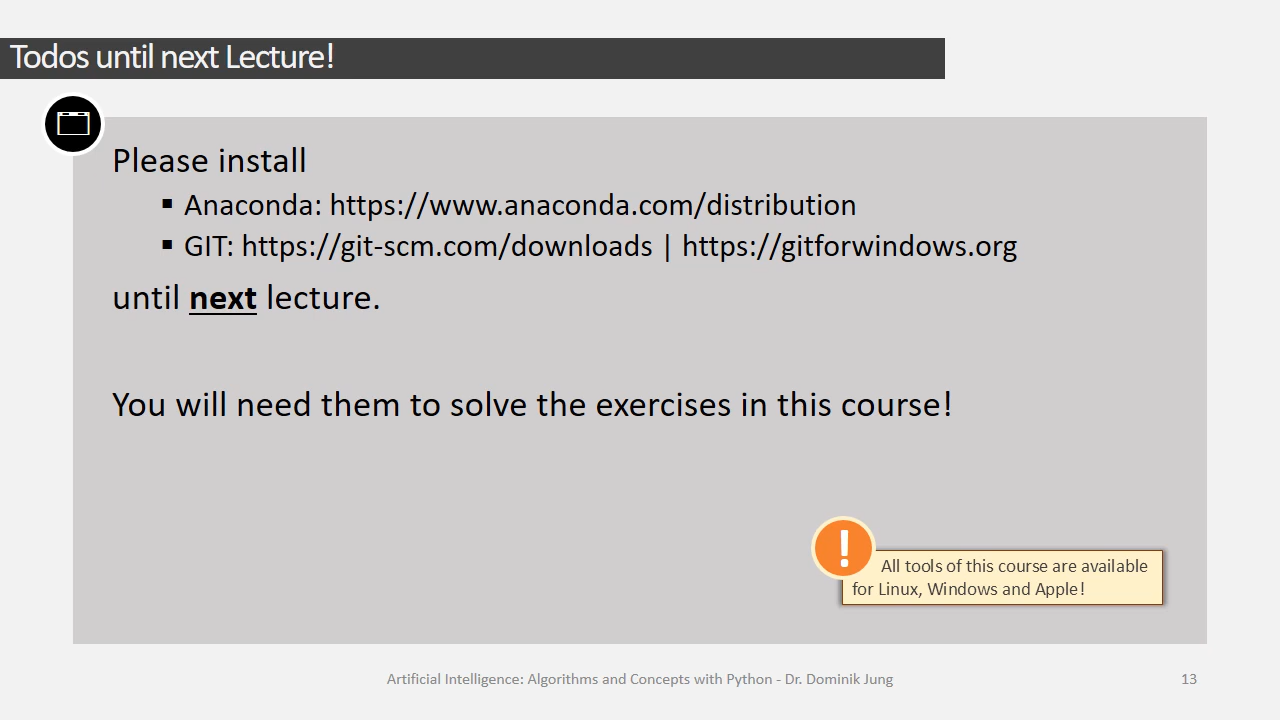 Todos until next Lecture!
Please install
▪ Anaconda: https://www.anaconda.com/distribution
▪ GIT: https://git-scm.com/downloads | https://gitforwindows.org
until next lecture.
You will need them to solve the exercises in this course!
!
All tools of this course are available
for Linux, Windows and Apple!
Artificial Intelligence: Algorithms and Concepts with Python - Dr. Dominik Jung
13